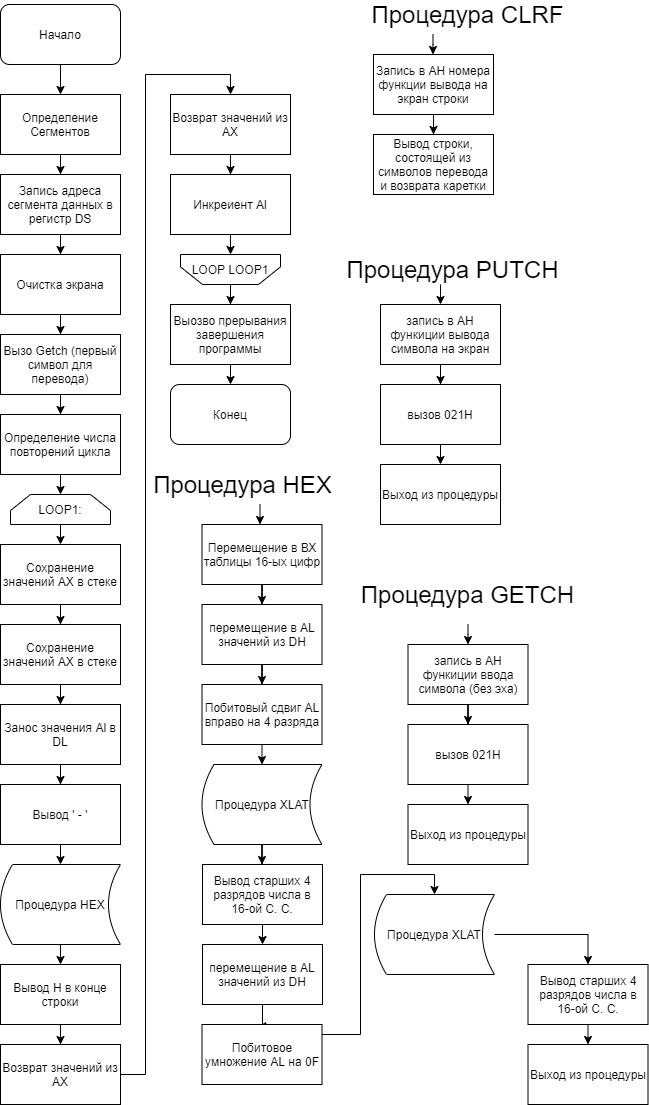 Начало
Определение
Сегментов
Запись адреса
сегмента данных в
регистр DS
Очистка экрана
Вызо Getch (первый
символ для
перевода)
Определение числа
повторений цикла
LOOP1:
Сохранение
значений AX в стеке
Сохранение
значений AX в стеке
Занос значения AI в
DL
Вывод ' - '
Процедура HEX
Вывод H в конце
строки
Возврат значений из
AX
Возврат значений из
AX
Инкреиент AI
LOOP LOOP1
Выозво прерывания
завершения
программы
Конец
Процедура HEX
Перемещение в BX
таблицы 16-ых цифр
перемещение в AL
значений из DH
Побитовый сдвиг AL
вправо на 4 разряда
Процедура XLAT
Вывод старших 4
разрядов числа в
16-ой С. С.
перемещение в AL
значений из DH
Побитовое
умножение AL на 0F
Процедура XLAT
Вывод старших 4
разрядов числа в
16-ой С. С.
Выход из процедуры
Процедура CLRF
Запись в AH номера
функции вывода на
экран строки
Вывод строки,
состоящей из
символов перевода
и возврата каретки
Процедура PUTCH
запись в AH
функиции вывода
символа на экран
вызов 021H
Выход из процедуры
Процедура GETCH
запись в AH
функиции ввода
символа (без эха)
вызов 021H
Выход из процедуры